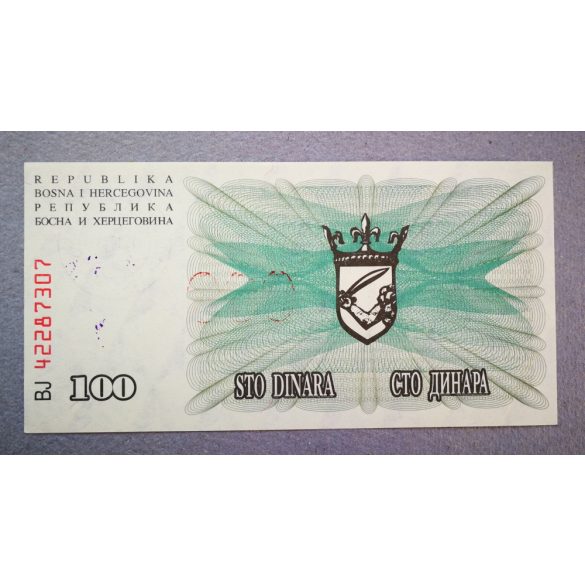 REPUBLIKA
BOSNA I HERCEGOVINA
РЕПУБЛИКА
БОСНА И ХЕРЦЕГОВИНА
BJ 42287307
100
STO DINARA
СТО ДИНАРА